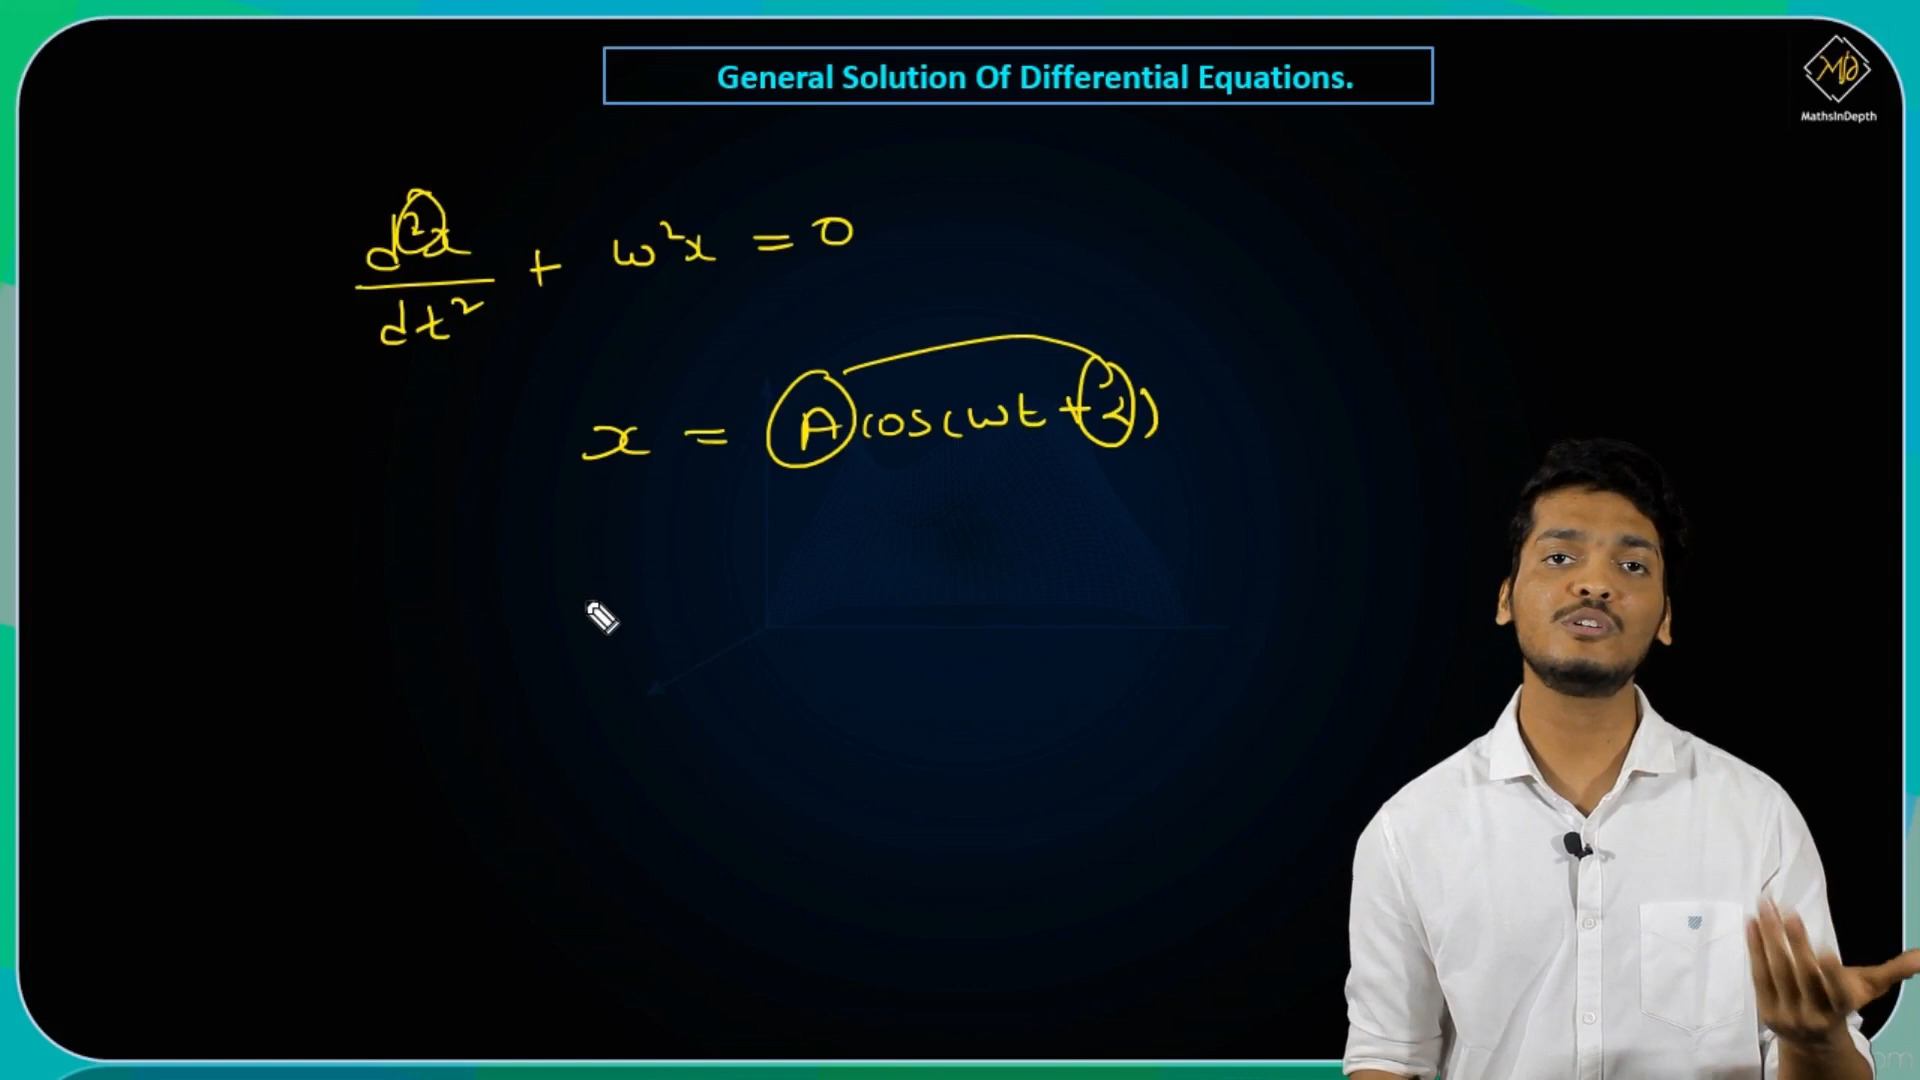 General Solution Of Differential Equations.
MathsInDepth
d²x/dt² + ω²x = 0
x = A cos(ωt +